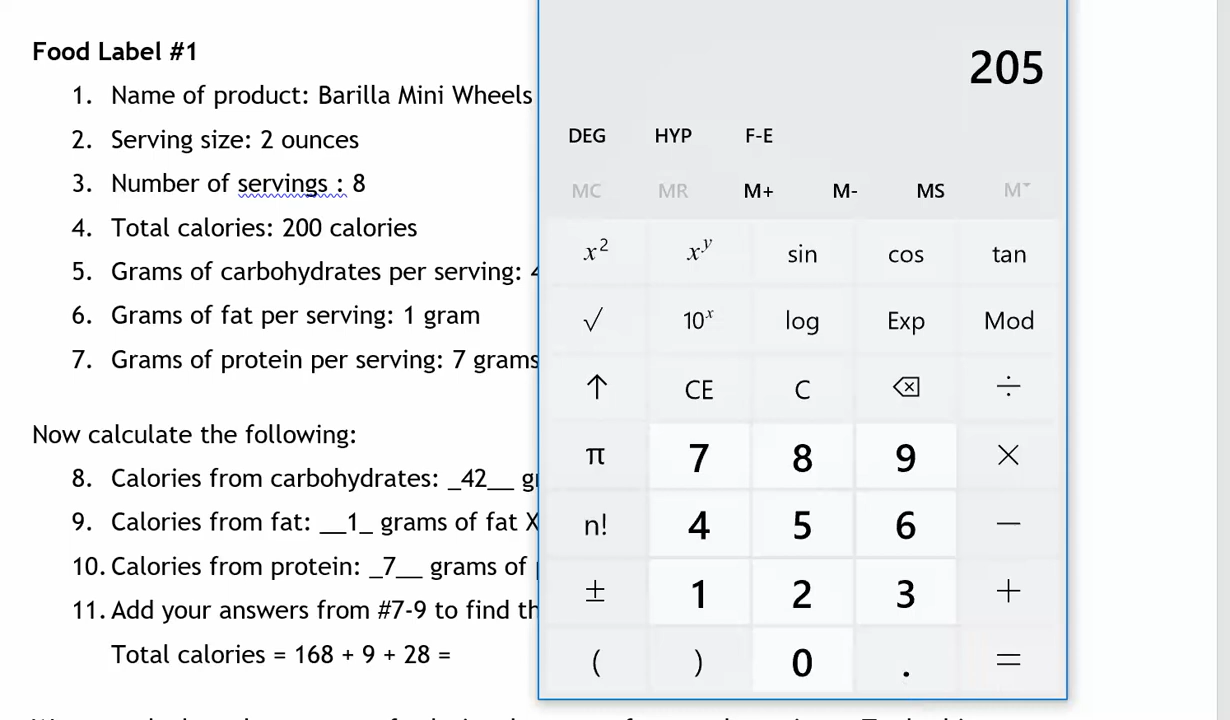 Food Label #1
1. Name of product: Barilla Mini Wheels
2. Serving size: 2 ounces
3. Number of servings : 8
4. Total calories: 200 calories
5. Grams of carbohydrates per serving:
6. Grams of fat per serving: 1 gram
7. Grams of protein per serving: 7 grams
Now calculate the following:
8. Calories from carbohydrates: _42__
9. Calories from fat: __1_ grams of fat X
10. Calories from protein: _7__ grams of
11. Add your answers from #7-9 to find
Total calories = 168 + 9 + 28 =
205
DEG HYP F-E
MC MR M+ M- MS M
x² xʸ sin cos tan
√ 10ˣ log Exp Mod
↑ CE C ⌫ ÷
π 7 8 9 ×
n! 4 5 6 −
± 1 2 3 +
( ) 0 . =